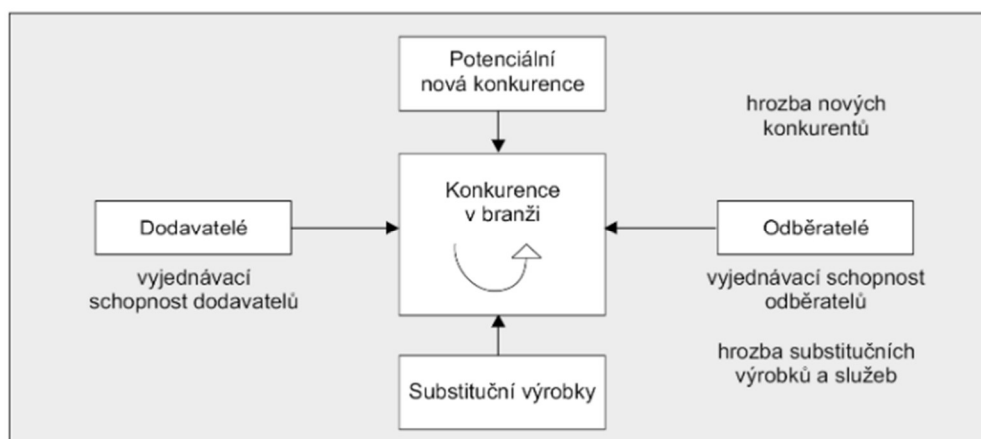 Potenciální
nová konkurence
hrozba nových
konkurentů
Konkurence
v branži
Dodavatelé
Odběratelé
vyjednávací
schopnost dodavatelů
vyjednávací schopnost
odběratelů
hrozba substitučních
výrobků a služeb
Substituční výrobky